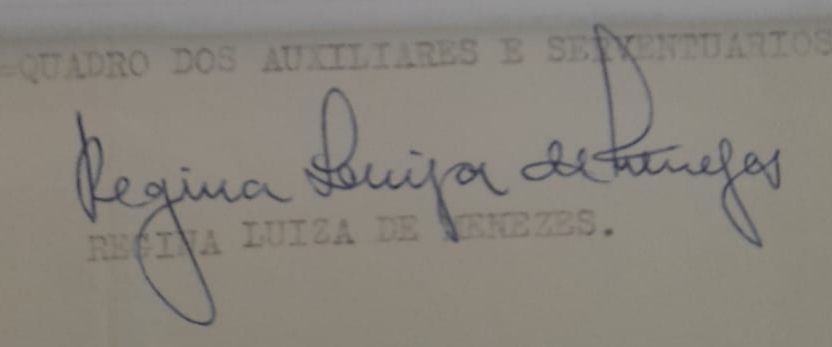 =QUADRO DOS AUXILIARES E SERVENTUARIOS
Regina Luiza de Menezes
REGINA LUIZA DE MENEZES.